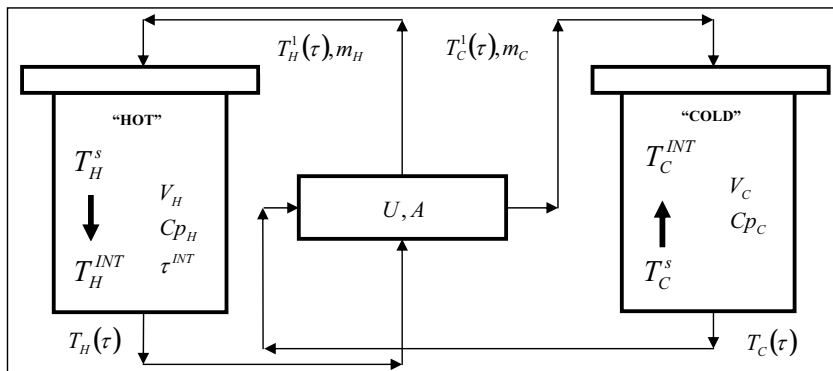 T_H^1(τ), m_H
T_C^1(τ), m_C
“HOT”
T_H^s
T_H^{INT}
V_H
Cp_H
τ^{INT}
U, A
“COLD”
T_C^{INT}
T_C^s
V_C
Cp_C
T_H(τ)
T_C(τ)